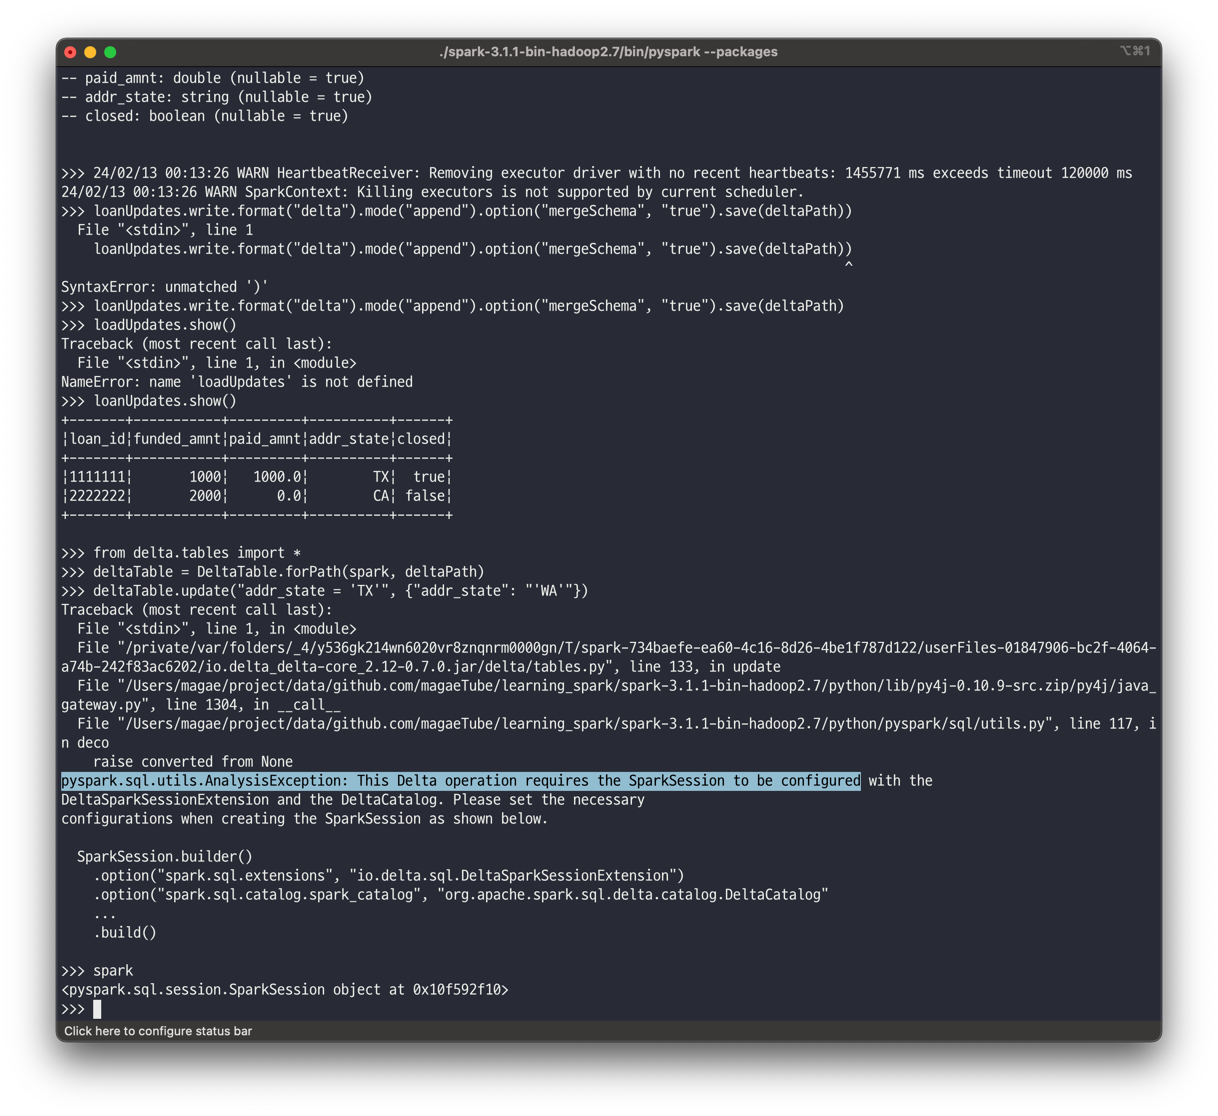 ./spark-3.1.1-bin-hadoop2.7/bin/pyspark --packages
⌥⌘1
-- paid_amnt: double (nullable = true)
-- addr_state: string (nullable = true)
-- closed: boolean (nullable = true)
>>> 24/02/13 00:13:26 WARN HeartbeatReceiver: Removing executor driver with no recent heartbeats: 1455771 ms exceeds timeout 120000 ms
24/02/13 00:13:26 WARN SparkContext: Killing executors is not supported by current scheduler.
>>> loanUpdates.write.format("delta").mode("append").option("mergeSchema", "true").save(deltaPath))
  File "<stdin>", line 1
    loanUpdates.write.format("delta").mode("append").option("mergeSchema", "true").save(deltaPath))
                                                                                                  ^
SyntaxError: unmatched ')'
>>> loanUpdates.write.format("delta").mode("append").option("mergeSchema", "true").save(deltaPath)
>>> loadUpdates.show()
Traceback (most recent call last):
  File "<stdin>", line 1, in <module>
NameError: name 'loadUpdates' is not defined
>>> loanUpdates.show()
+-------+-----------+---------+----------+------+
|loan_id|funded_amnt|paid_amnt|addr_state|closed|
+-------+-----------+---------+----------+------+
|1111111|       1000|   1000.0|        TX|  true|
|2222222|       2000|      0.0|        CA| false|
+-------+-----------+---------+----------+------+
>>> from delta.tables import *
>>> deltaTable = DeltaTable.forPath(spark, deltaPath)
>>> deltaTable.update("addr_state = 'TX'", {"addr_state": "'WA'"})
Traceback (most recent call last):
  File "<stdin>", line 1, in <module>
  File "/private/var/folders/_4/y536gk214wn6020vr8znqnrm0000gn/T/spark-734baefe-ea60-4c16-8d26-4be1f787d122/userFiles-01847906-bc2f-4064-
a74b-242f83ac6202/io.delta_delta-core_2.12-0.7.0.jar/delta/tables.py", line 133, in update
  File "/Users/magae/project/data/github.com/magaeTube/learning_spark/spark-3.1.1-bin-hadoop2.7/python/lib/py4j-0.10.9-src.zip/py4j/java_
gateway.py", line 1304, in __call__
  File "/Users/magae/project/data/github.com/magaeTube/learning_spark/spark-3.1.1-bin-hadoop2.7/python/pyspark/sql/utils.py", line 117, i
n deco
    raise converted from None
pyspark.sql.utils.AnalysisException: This Delta operation requires the SparkSession to be configured with the
DeltaSparkSessionExtension and the DeltaCatalog. Please set the necessary
configurations when creating the SparkSession as shown below.
  SparkSession.builder()
    .option("spark.sql.extensions", "io.delta.sql.DeltaSparkSessionExtension")
    .option("spark.sql.catalog.spark_catalog", "org.apache.spark.sql.delta.catalog.DeltaCatalog"
    ...
    .build()
>>> spark
<pyspark.sql.session.SparkSession object at 0x10f592f10>
>>>
Click here to configure status bar